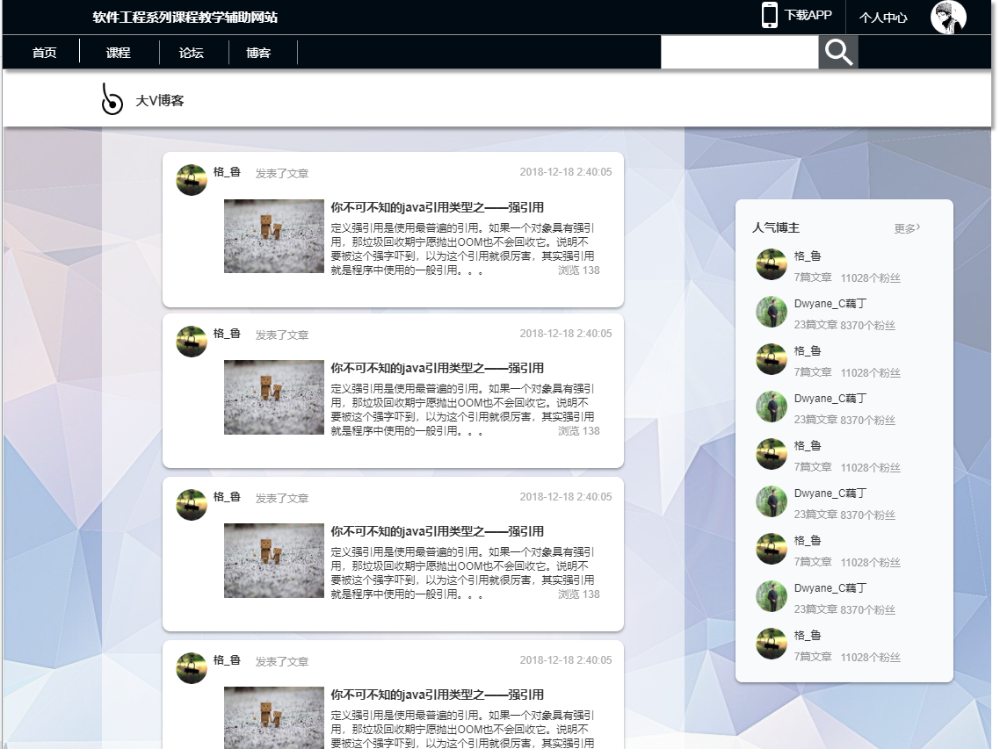 软件工程系列课程教学辅助网站
下载APP
个人中心
首页
课程
论坛
博客
大V博客
格_鲁 发表了文章 2018-12-18 2:40:05
你不可不知的java引用类型之——强引用
定义强引用是使用最普遍的引用。如果一个对象具有强引
用，那垃圾回收期宁愿抛出OOM也不会回收它。说明不
要被这个强字吓到，以为这个引用就很厉害，其实强引用
就是程序中使用的一般引用。。。 浏览 138
格_鲁 发表了文章 2018-12-18 2:40:05
你不可不知的java引用类型之——强引用
定义强引用是使用最普遍的引用。如果一个对象具有强引
用，那垃圾回收期宁愿抛出OOM也不会回收它。说明不
要被这个强字吓到，以为这个引用就很厉害，其实强引用
就是程序中使用的一般引用。。。 浏览 138
格_鲁 发表了文章 2018-12-18 2:40:05
你不可不知的java引用类型之——强引用
定义强引用是使用最普遍的引用。如果一个对象具有强引
用，那垃圾回收期宁愿抛出OOM也不会回收它。说明不
要被这个强字吓到，以为这个引用就很厉害，其实强引用
就是程序中使用的一般引用。。。 浏览 138
格_鲁 发表了文章 2018-12-18 2:40:05
你不可不知的java引用类型之——强引用
定义强引用是使用最普遍的引用。如果一个对象具有强引
用，那垃圾回收期宁愿抛出OOM也不会回收它。说明不
要被这个强字吓到，以为这个引用就很厉害，其实强引用
人气博主 更多›
格_鲁
7篇文章 11028个粉丝
Dwyane_C藕丁
23篇文章 8370个粉丝
格_鲁
7篇文章 11028个粉丝
Dwyane_C藕丁
23篇文章 8370个粉丝
格_鲁
7篇文章 11028个粉丝
Dwyane_C藕丁
23篇文章 8370个粉丝
格_鲁
7篇文章 11028个粉丝
Dwyane_C藕丁
23篇文章 8370个粉丝
格_鲁
7篇文章 11028个粉丝